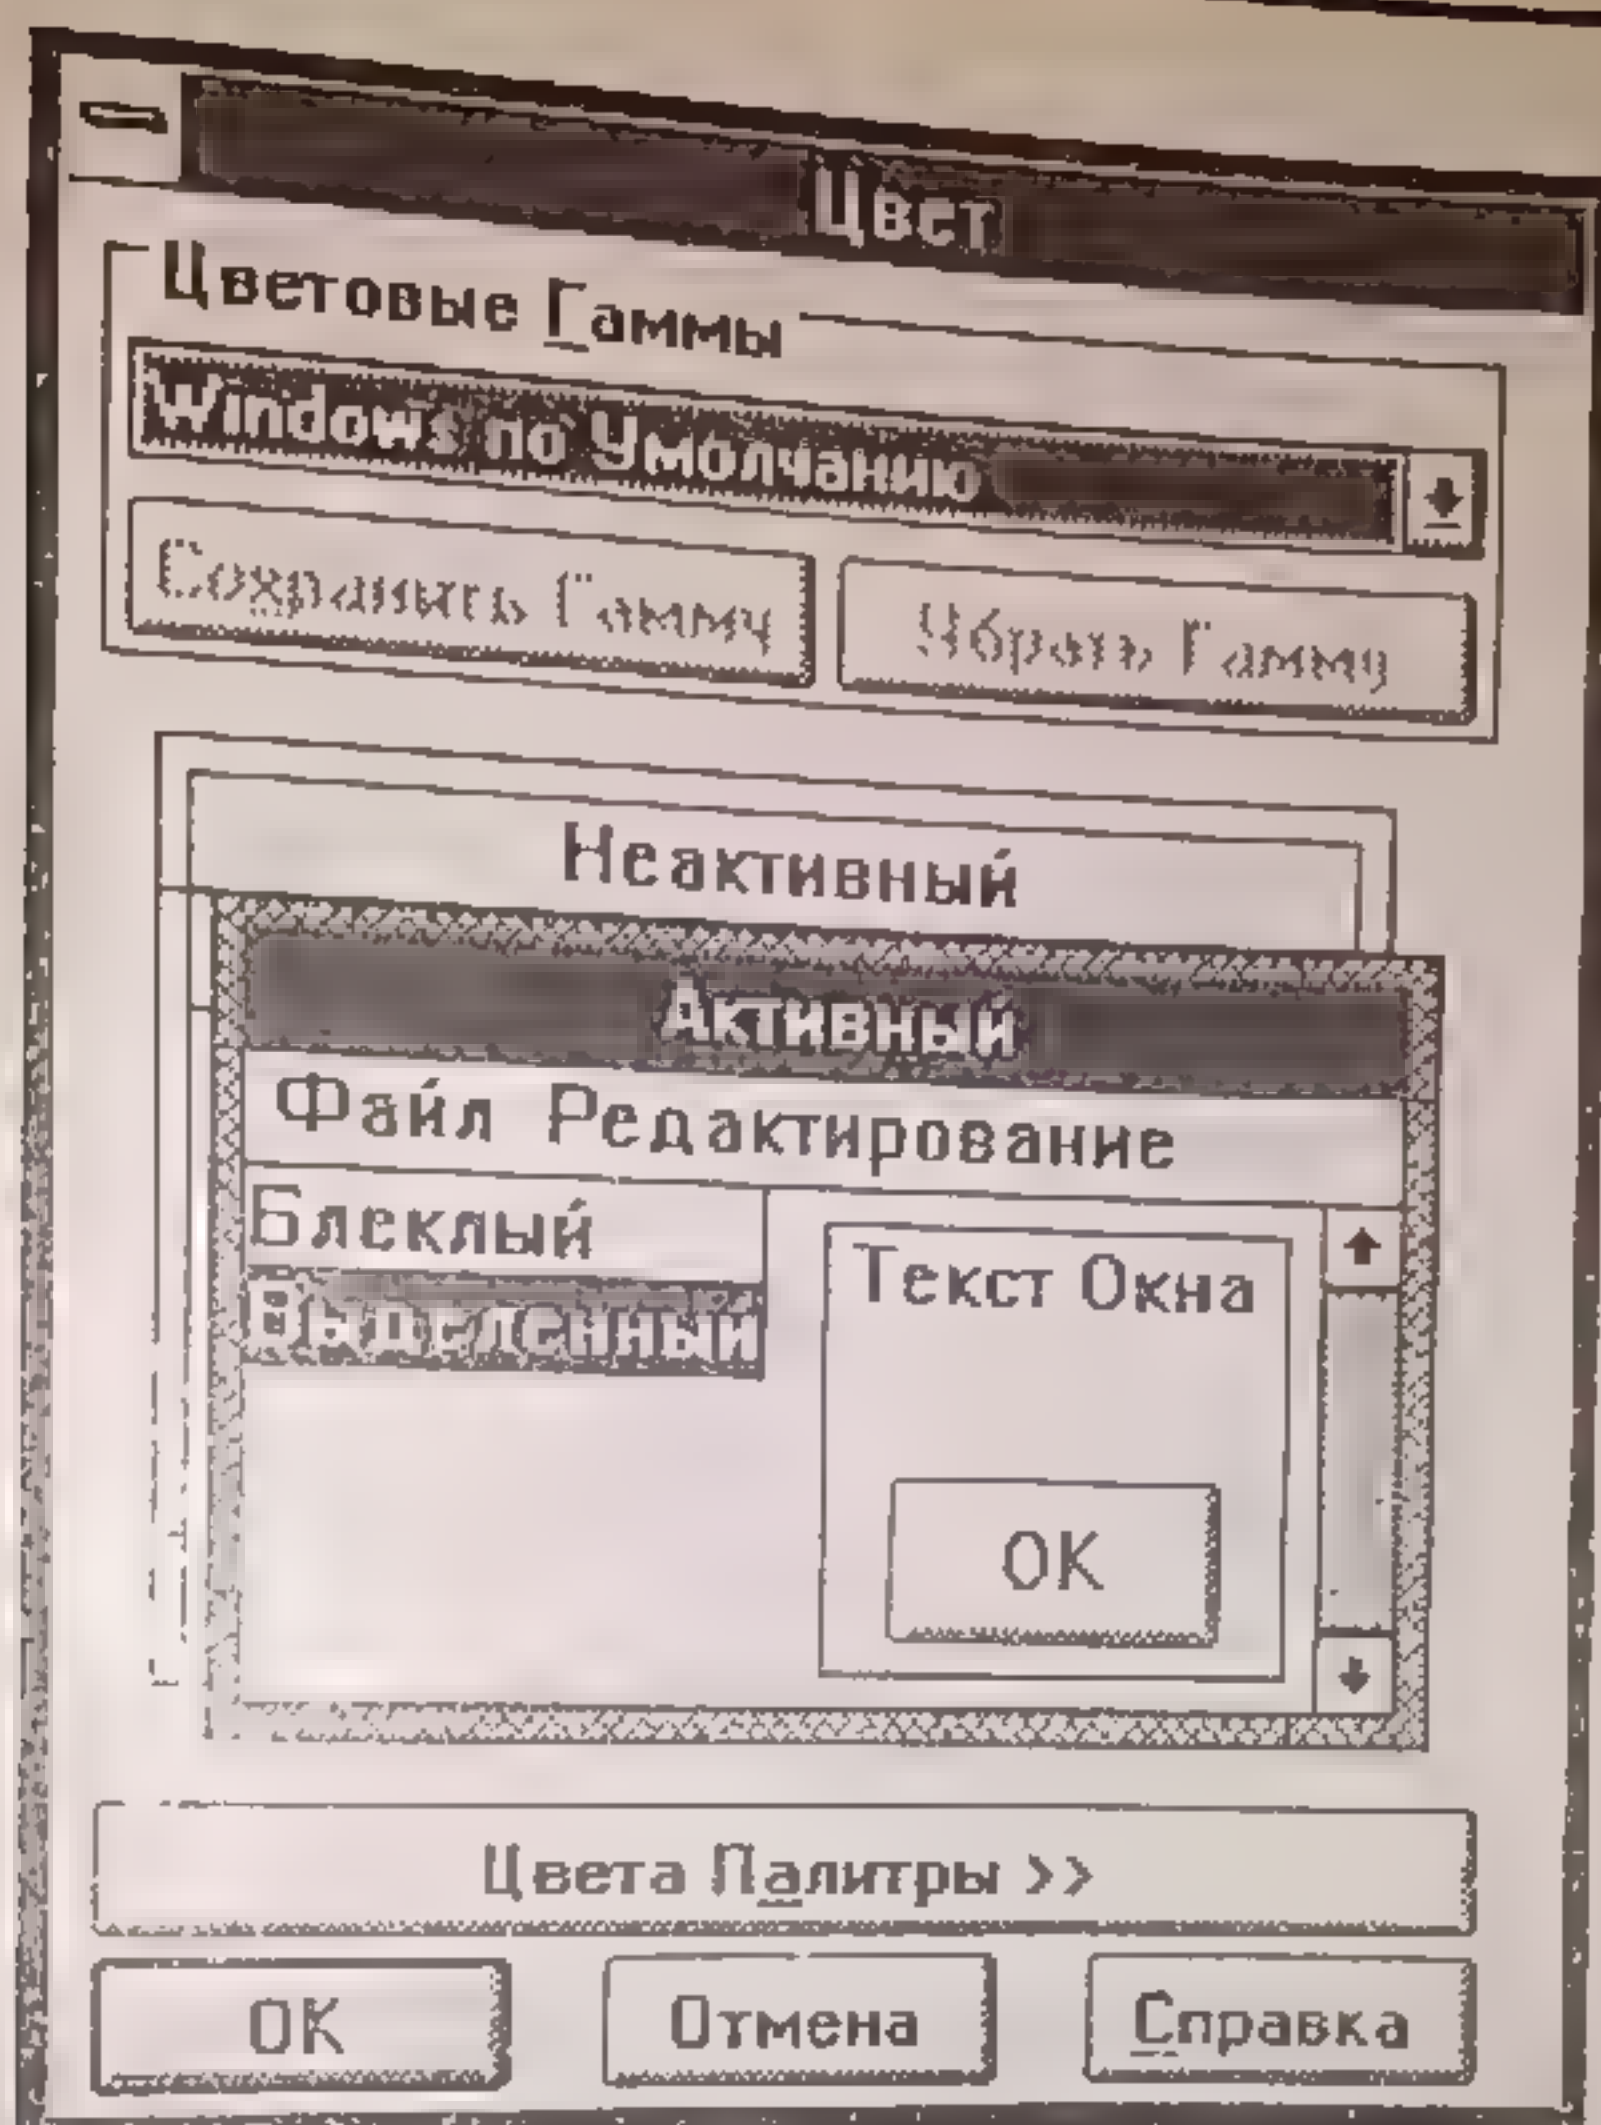 Цвет
Цветовые Гаммы
Windows по Умолчанию
Сохранить Гамму Убрать Гамму
Неактивный
Активный
Файл Редактирование
Блеклый
Выделенный
Текст Окна
OK
Цвета Палитры >>
OK Отмена Справка